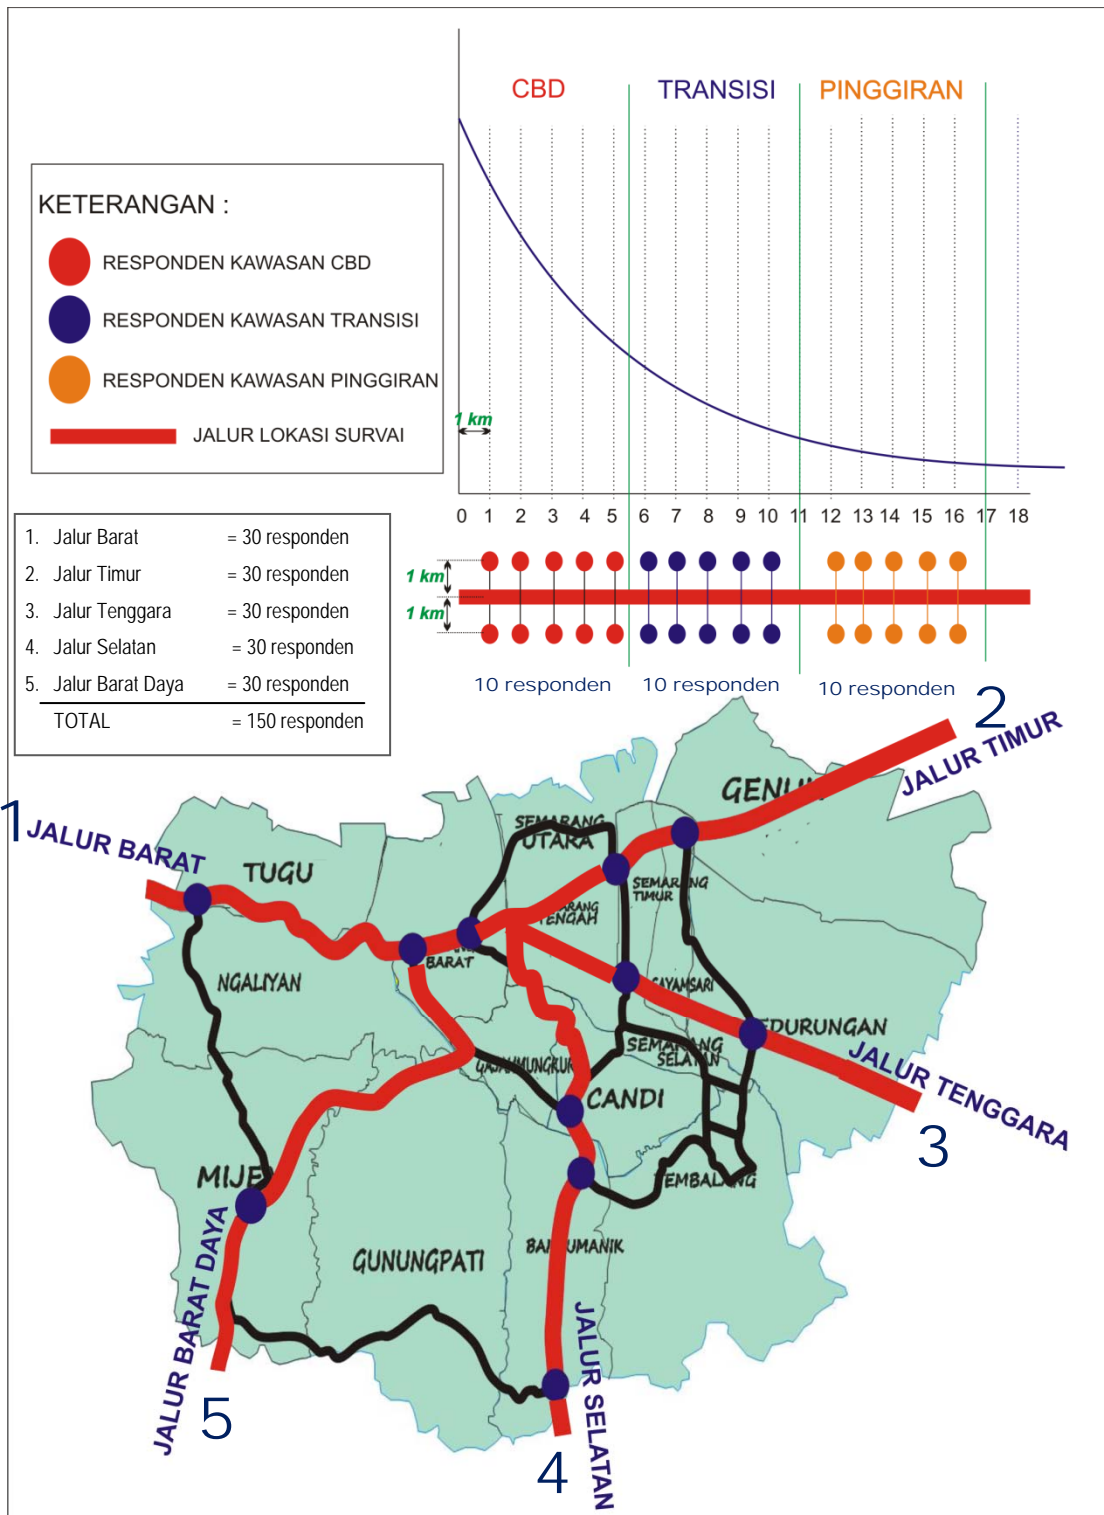 CBD TRANSISI PINGGIRAN
KETERANGAN :
RESPONDEN KAWASAN CBD
RESPONDEN KAWASAN TRANSISI
RESPONDEN KAWASAN PINGGIRAN
JALUR LOKASI SURVAI
1 km
0 1 2 3 4 5 6 7 8 9 10 11 12 13 14 15 16 17 18
1. Jalur Barat = 30 responden
2. Jalur Timur = 30 responden
3. Jalur Tenggara = 30 responden
4. Jalur Selatan = 30 responden
5. Jalur Barat Daya = 30 responden
TOTAL = 150 responden
1 km
1 km
10 responden 10 responden 10 responden
2
JALUR TIMUR
1
JALUR BARAT
TUGU
SEMARANG
UTARA
SEMARANG
TIMUR
TENGAH
BARAT
NGALIYAN
SEMARANG
SELATAN
JALUR TENGGARA
3
CANDI
GUNUNGPATI
JALUR BARAT DAYA
5
JALUR SELATAN
4